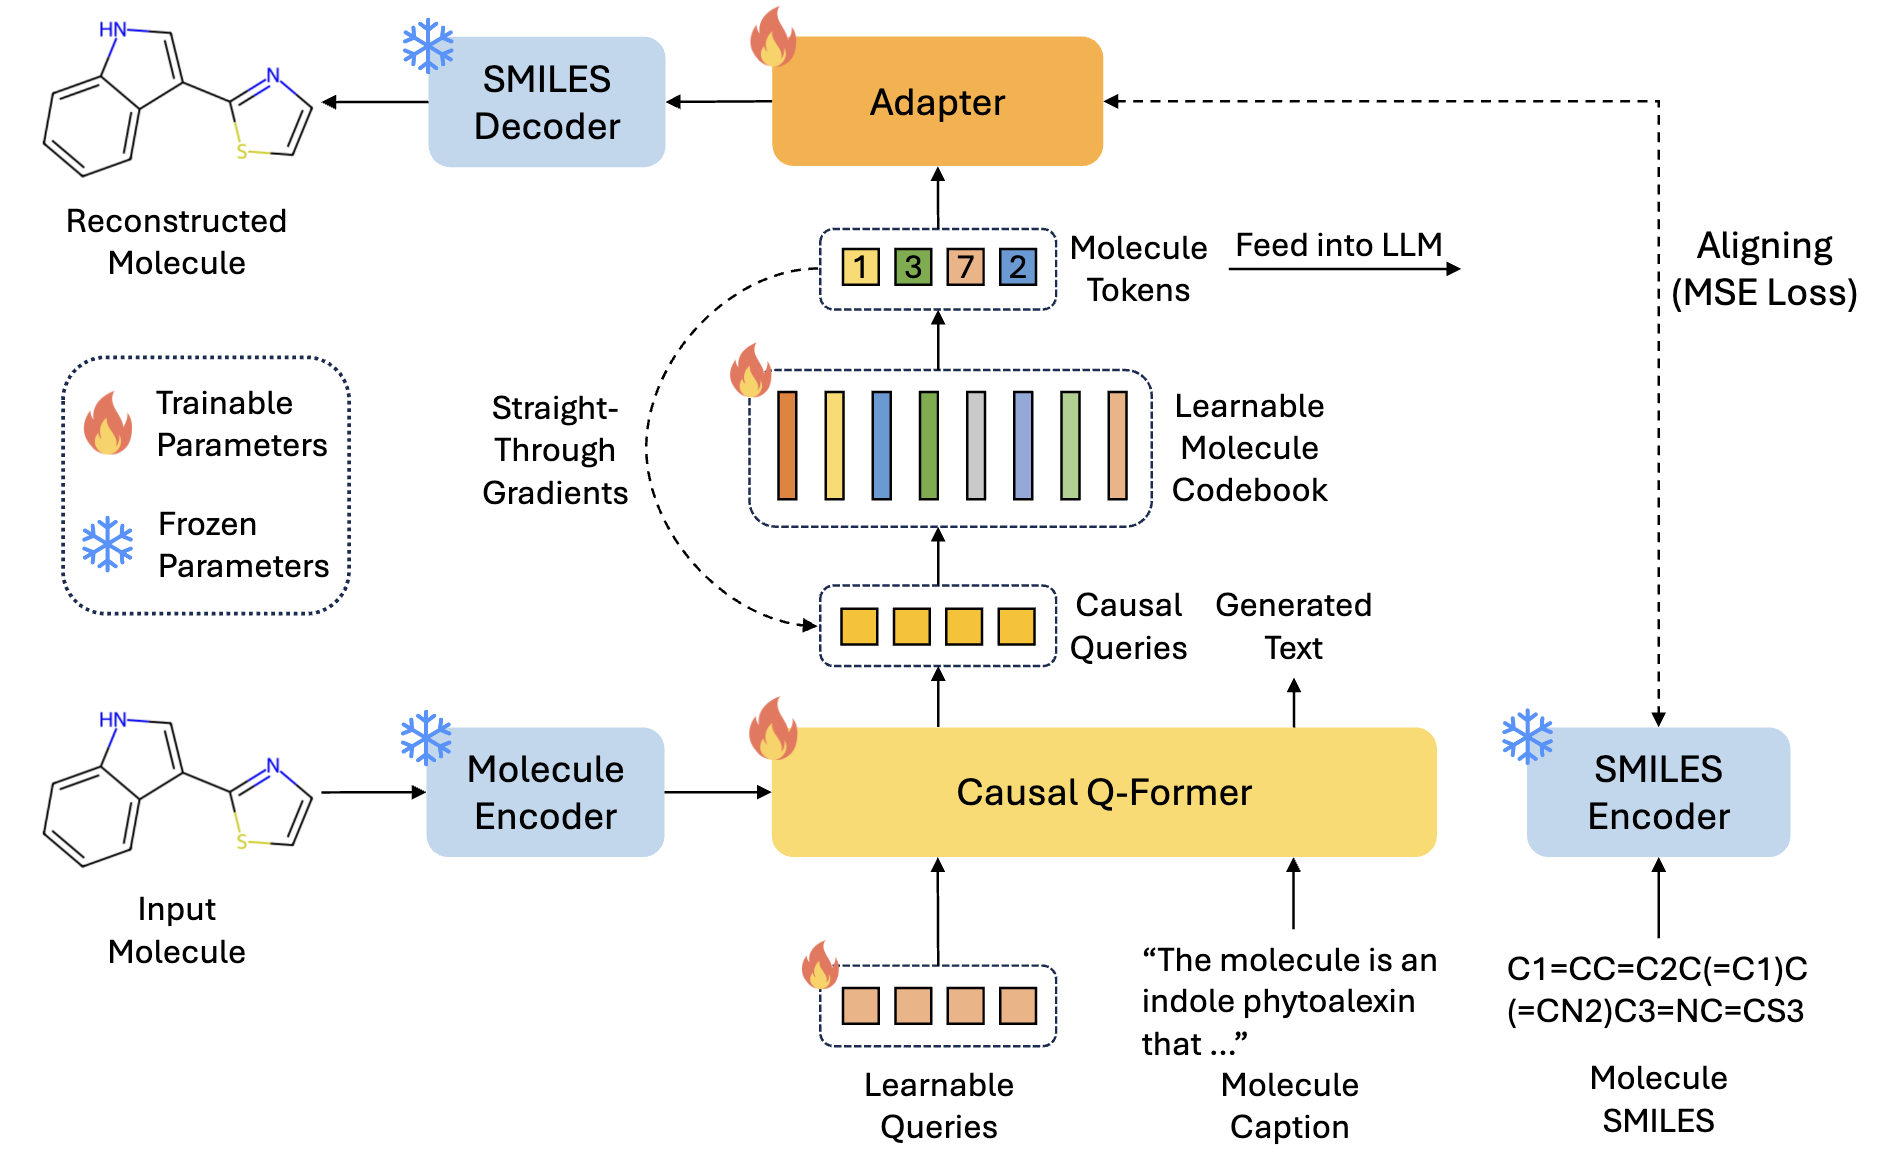 HN
N
S
Reconstructed
Molecule
SMILES
Decoder
Adapter
1 3 7 2
Molecule
Tokens
Feed into LLM
Aligning
(MSE Loss)
Trainable
Parameters
Frozen
Parameters
Straight-
Through
Gradients
Learnable
Molecule
Codebook
Causal
Queries
Generated
Text
HN
N
S
Input
Molecule
Molecule
Encoder
Causal Q-Former
SMILES
Encoder
Learnable
Queries
“The molecule is an
indole phytoalexin
that ...”
Molecule
Caption
C1=CC=C2C(=C1)C
(=CN2)C3=NC=CS3
Molecule
SMILES